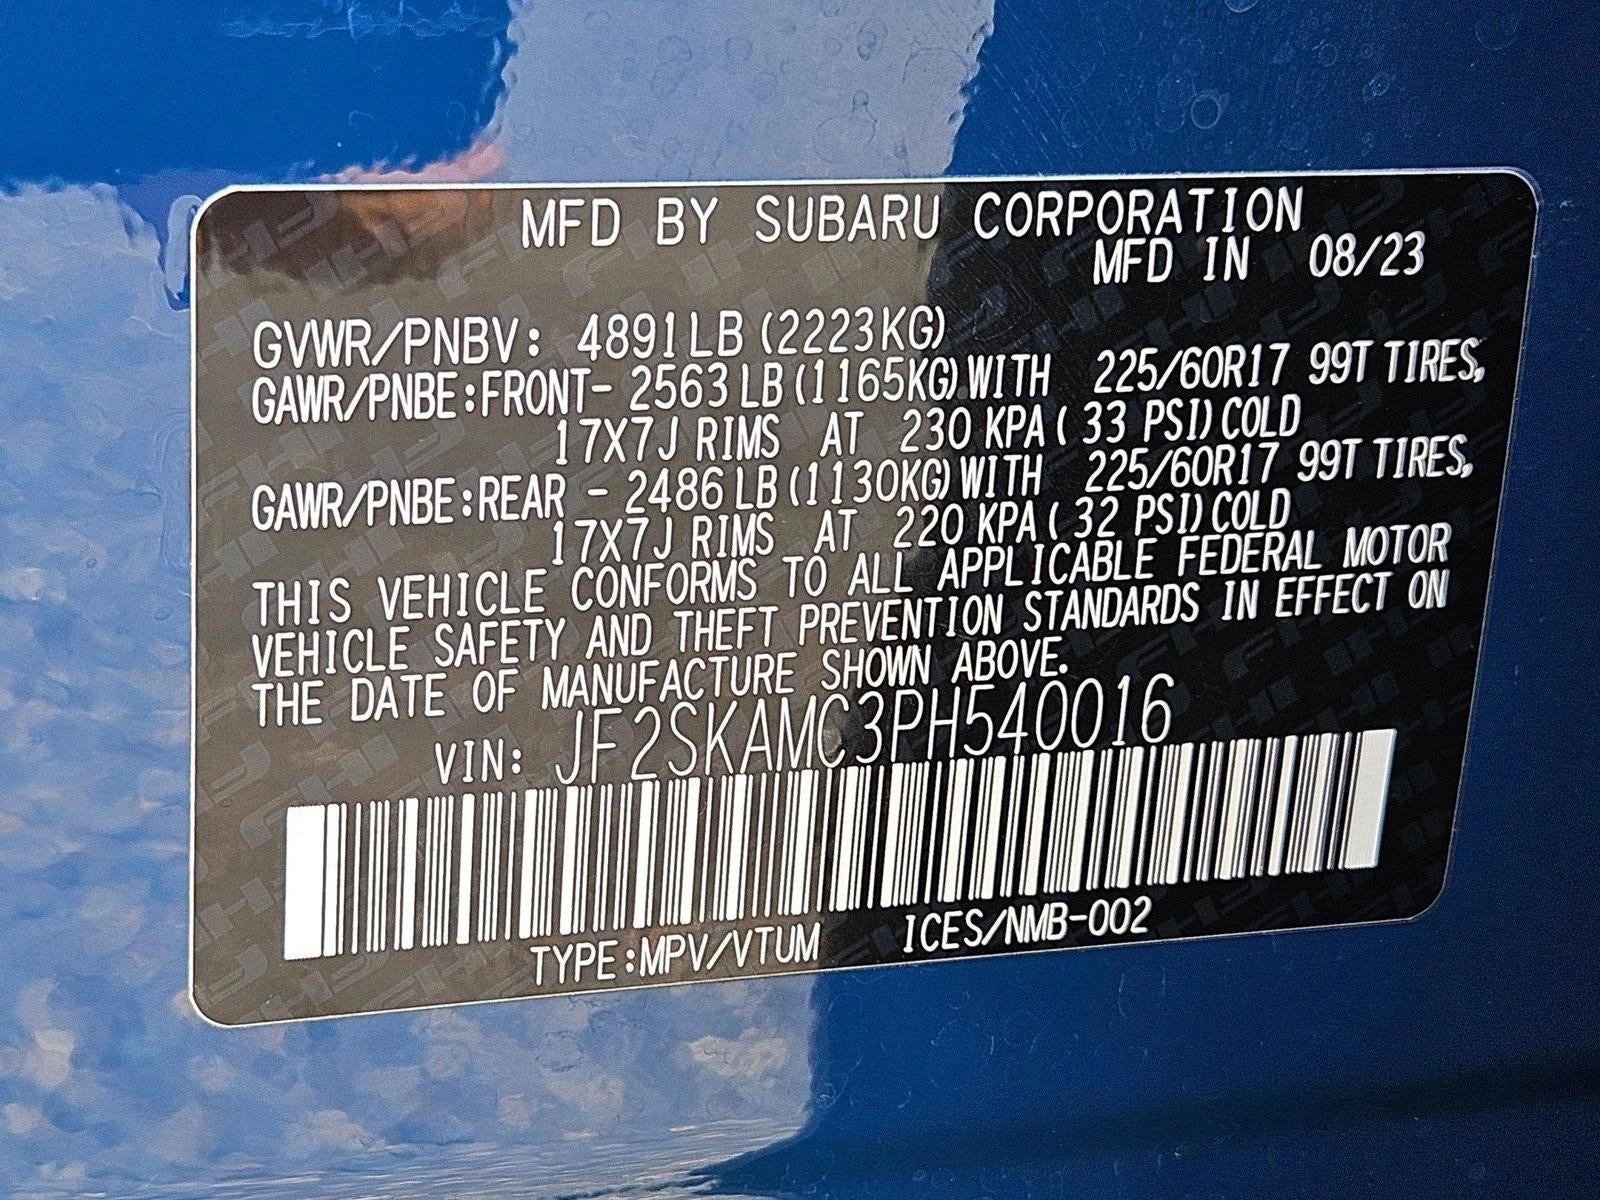 MFD BY SUBARU CORPORATION
MFD IN 08/23
GVWR/PNBV: 4891LB (2223KG)
GAWR/PNBE:FRONT- 2563 LB (1165KG) WITH 225/60R17 99T TIRES,
17X7J RIMS AT 230 KPA ( 33 PSI) COLD
GAWR/PNBE:REAR - 2486 LB (1130KG) WITH 225/60R17 99T TIRES,
17X7J RIMS AT 220 KPA ( 32 PSI) COLD
THIS VEHICLE CONFORMS TO ALL APPLICABLE FEDERAL MOTOR
VEHICLE SAFETY AND THEFT PREVENTION STANDARDS IN EFFECT ON
THE DATE OF MANUFACTURE SHOWN ABOVE.
VIN: JF2SKAMC3PH540016
TYPE:MPV/VTUM ICES/NMB-002